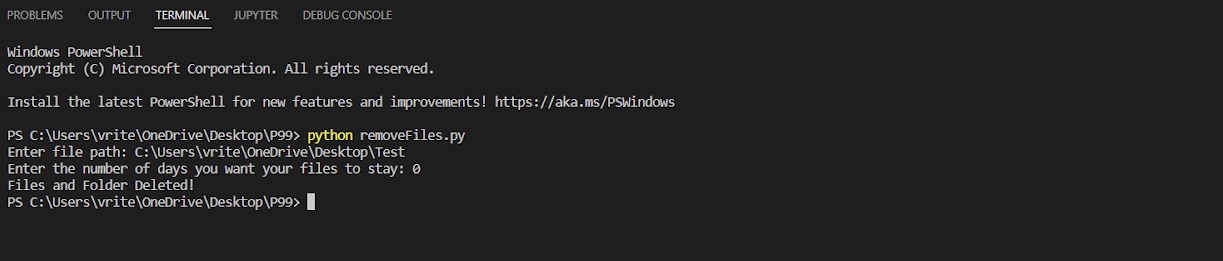 PROBLEMS OUTPUT TERMINAL JUPYTER DEBUG CONSOLE
Windows PowerShell
Copyright (C) Microsoft Corporation. All rights reserved.
Install the latest PowerShell for new features and improvements! https://aka.ms/PSWindows
PS C:\Users\vrite\OneDrive\Desktop\P99> python removeFiles.py
Enter file path: C:\Users\vrite\OneDrive\Desktop\Test
Enter the number of days you want your files to stay: 0
Files and Folder Deleted!
PS C:\Users\vrite\OneDrive\Desktop\P99>